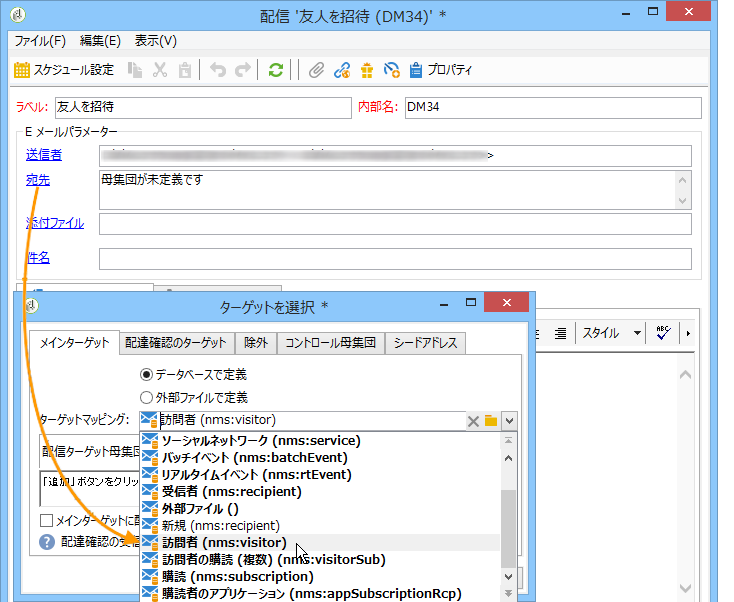 配信 '友人を招待 (DM34)' *
ファイル(F) 編集(E) 表示(V)
スケジュール設定 プロパティ
ラベル: 友人を招待 内部名: DM34
E メールパラメーター
送信者 >
宛先 母集団が未定義です
添付ファイル
件名
ターゲットを選択 *
スタイル ABC
メインターゲット 配達確認のターゲット 除外 コントロール母集団 シードアドレス
データベースで定義
外部ファイルで定義
ターゲットマッピング: 訪問者 (nms:visitor)
ソーシャルネットワーク (nms:service)
配信ターゲット母集団
バッチイベント (nms:batchEvent)
リアルタイムイベント (nms:rtEvent)
「追加」ボタンをクリッ
受信者 (nms:recipient)
外部ファイル ()
メインターゲットに配
新規 (nms:recipient)
配達確認の受信
訪問者 (nms:visitor)
訪問者の購読 (複数) (nms:visitorSub)
購読 (nms:subscription)
購読者のアプリケーション (nms:appSubscriptionRcp)